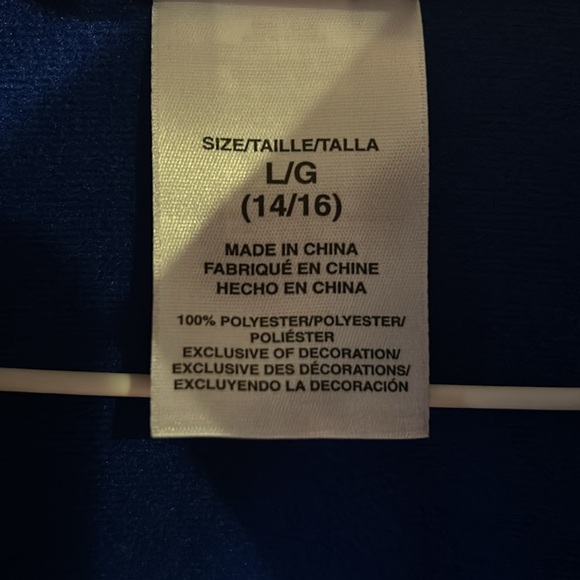 SIZE/TAILLE/TALLA
L/G
(14/16)
MADE IN CHINA
FABRIQUÉ EN CHINE
HECHO EN CHINA
100% POLYESTER/POLYESTER/
POLIÉSTER
EXCLUSIVE OF DECORATION/
EXCLUSIVE DES DÉCORATIONS/
EXCLUYENDO LA DECORACIÓN